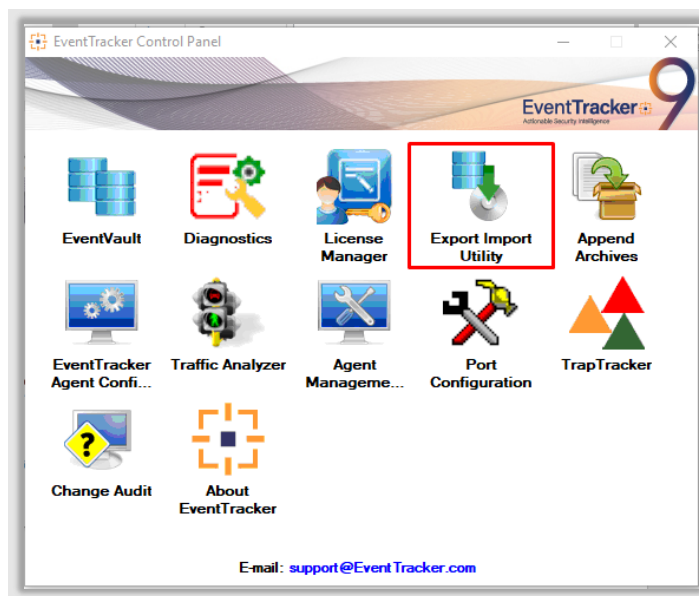 EventTracker Control Panel
EventTracker
Actionable Security Intelligence
9
EventVault
Diagnostics
License
Manager
Export Import
Utility
Append
Archives
EventTracker
Agent Confi...
Traffic Analyzer
Agent
Manageme...
Port
Configuration
TrapTracker
?
Change Audit
About
EventTracker
E-mail: support@EventTracker.com